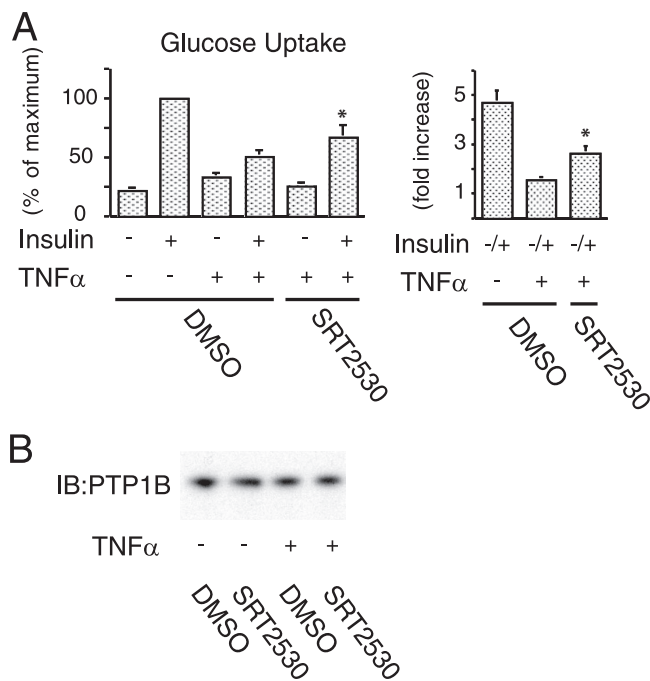 A
Glucose Uptake
(% of maximum)
100
50
0
Insulin - + - + - +
TNFα - - + + + +
DMSO SRT2530
(fold increase)
5
3
1
*
*
Insulin -/+ -/+ -/+
TNFα - + +
DMSO SRT2530
B
IB:PTP1B
TNFα - - + +
DMSO SRT2530 DMSO SRT2530